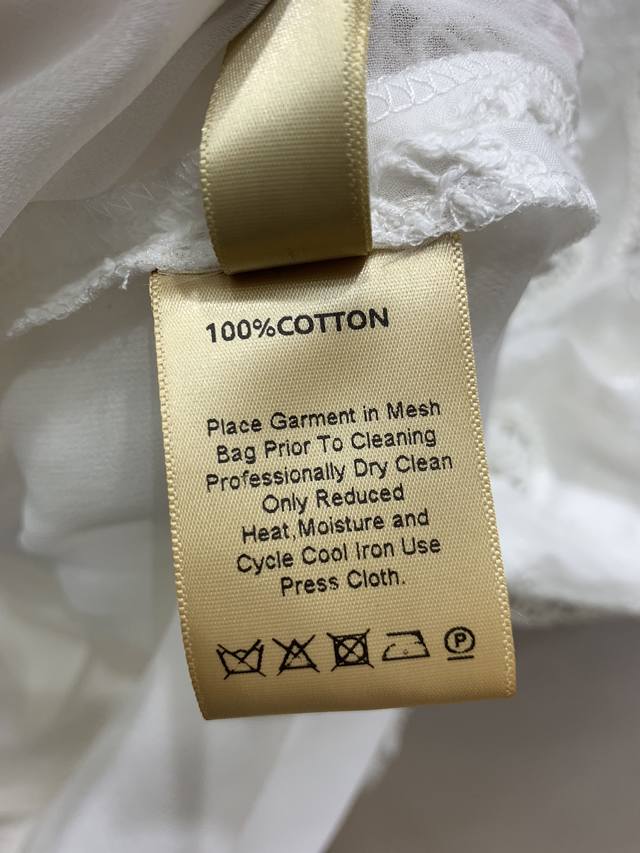 100%COTTON
Place Garment in Mesh
Bag Prior To Cleaning
Professionally Dry Clean
Only Reduced
Heat,Moisture and
Cycle Cool Iron Use
Press Cloth.
P